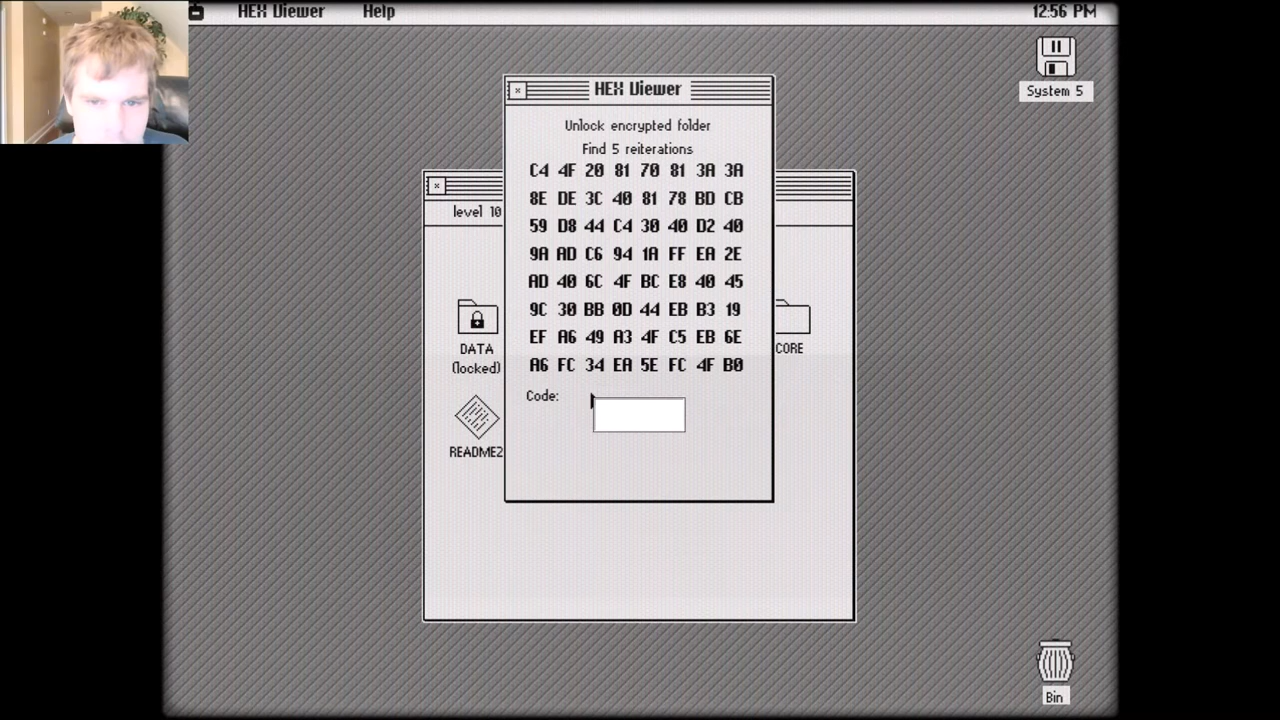 HEX Viewer Help 12:56 PM
System 5
HEX Viewer
Unlock encrypted folder
Find 5 reiterations
C4 4F 20 81 70 81 3A 3A
8E DE 3C 40 81 78 BD CB
59 D8 44 C4 30 40 D2 40
9A AD C6 94 1A FF EA 2E
AD 40 6C 4F BC E8 40 45
9C 30 BB 0D 44 EB B3 19
EF A6 49 A3 4F C5 EB 6E
A6 FC 34 EA 5E FC 4F B0
Code:
level 10
DATA
(locked)
README2
CORE
Bin